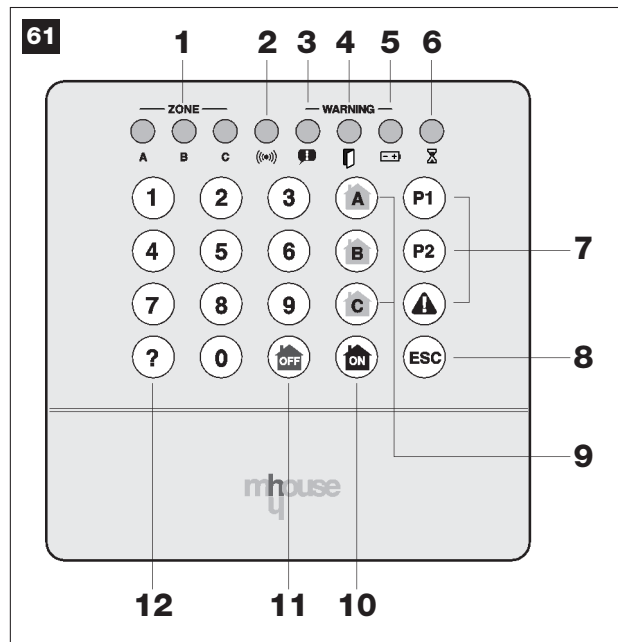 61
1 2 3 4 5 6
ZONE WARNING
A B C
1 2 3 A P1
4 5 6 B P2 7
7 8 9 C
? 0 OFF ON ESC 8
9
mhouse
12 11 10